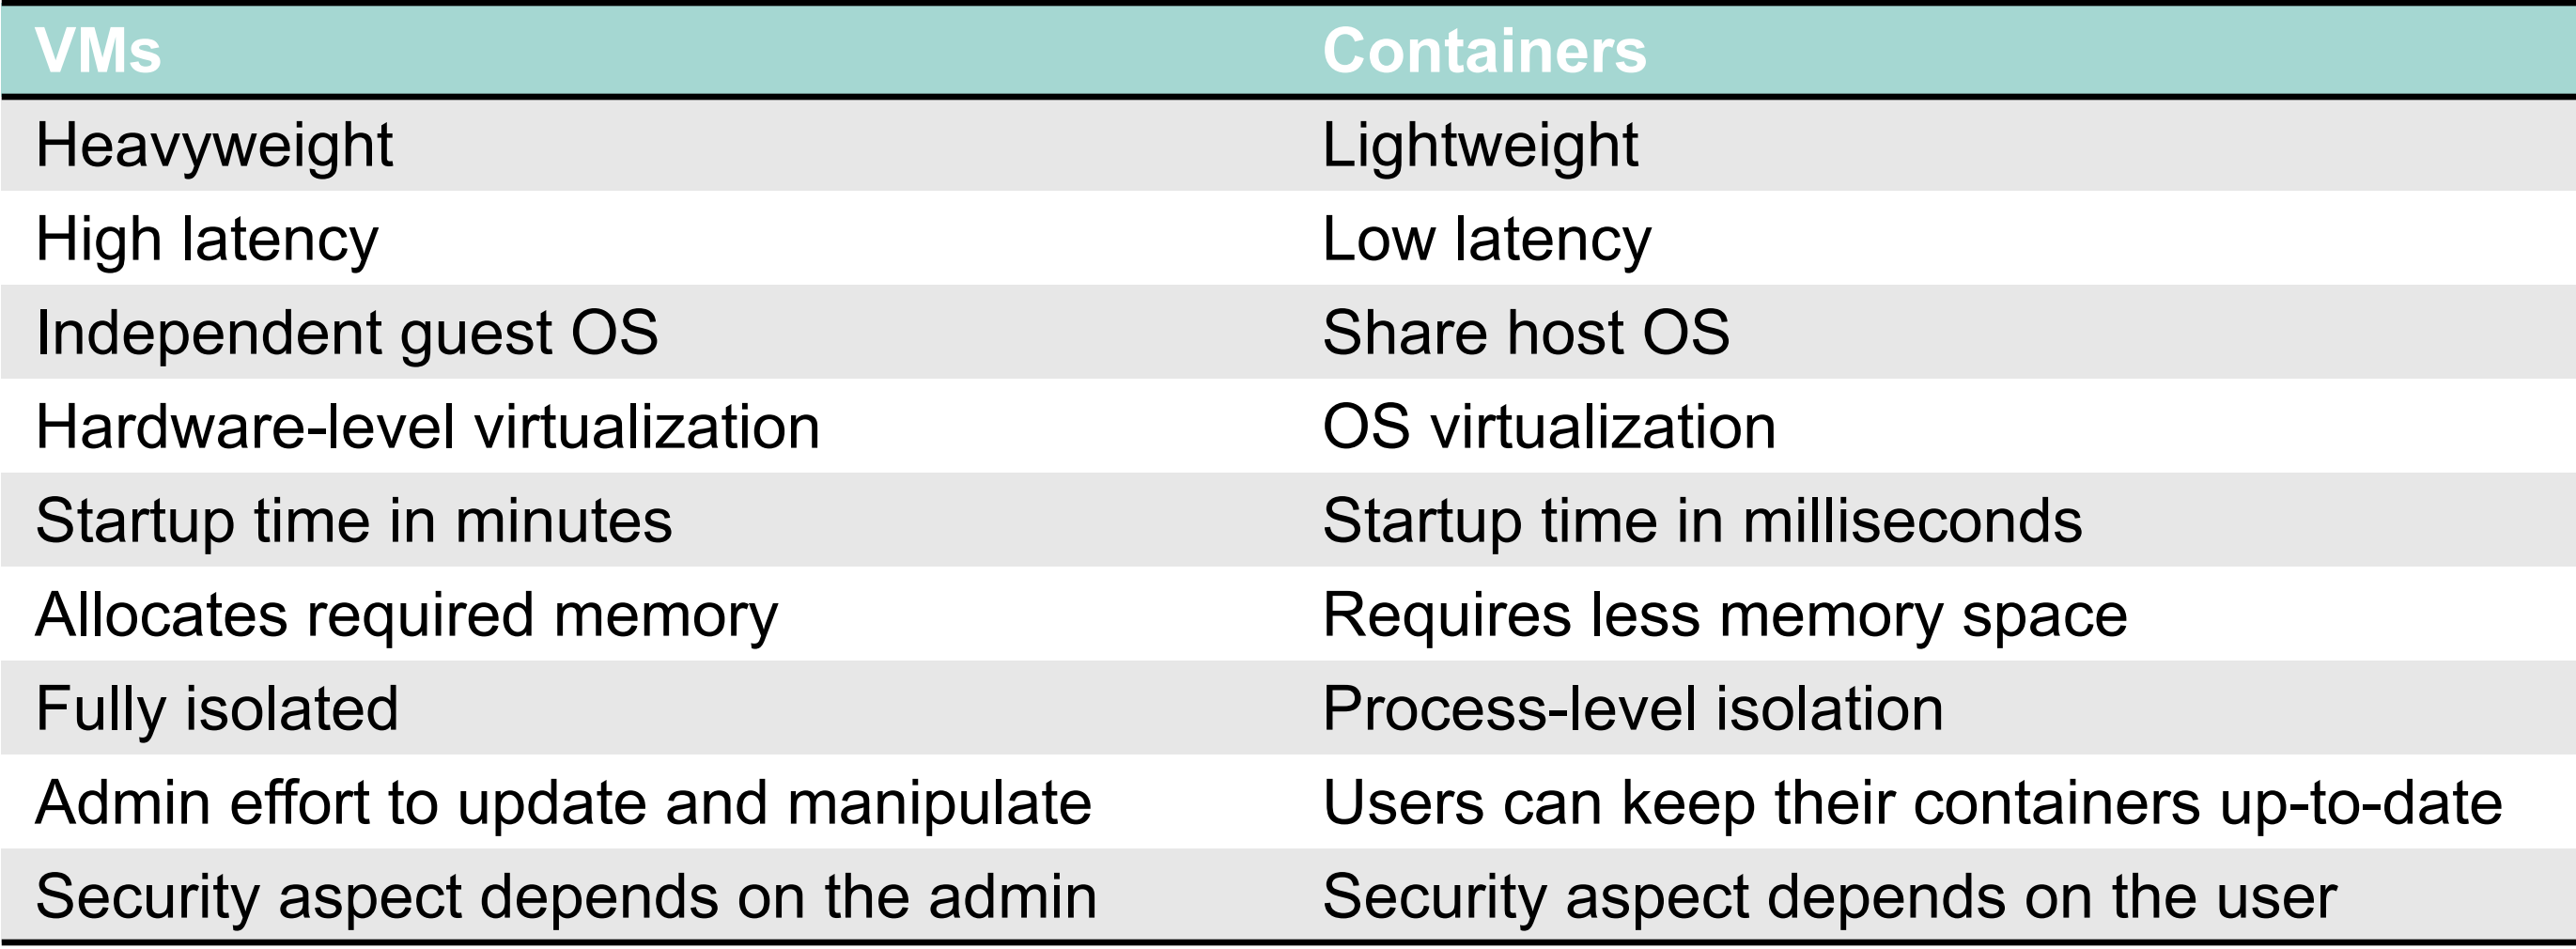 VMs Containers
Heavyweight Lightweight
High latency Low latency
Independent guest OS Share host OS
Hardware-level virtualization OS virtualization
Startup time in minutes Startup time in milliseconds
Allocates required memory Requires less memory space
Fully isolated Process-level isolation
Admin effort to update and manipulate Users can keep their containers up-to-date
Security aspect depends on the admin Security aspect depends on the user